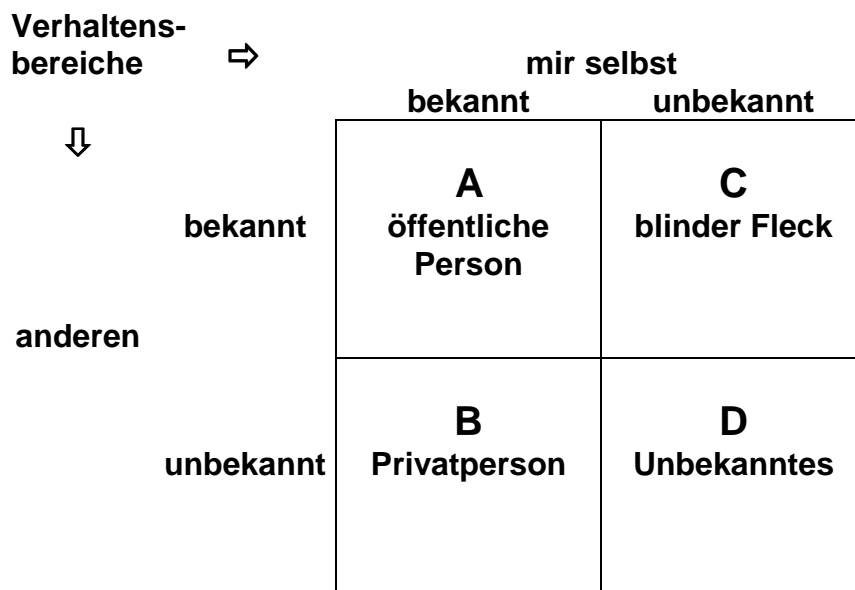 Verhaltens-
bereiche ⇨ mir selbst
bekannt unbekannt
⇩
A C
bekannt öffentliche blinder Fleck
Person
anderen
B D
unbekannt Privatperson Unbekanntes